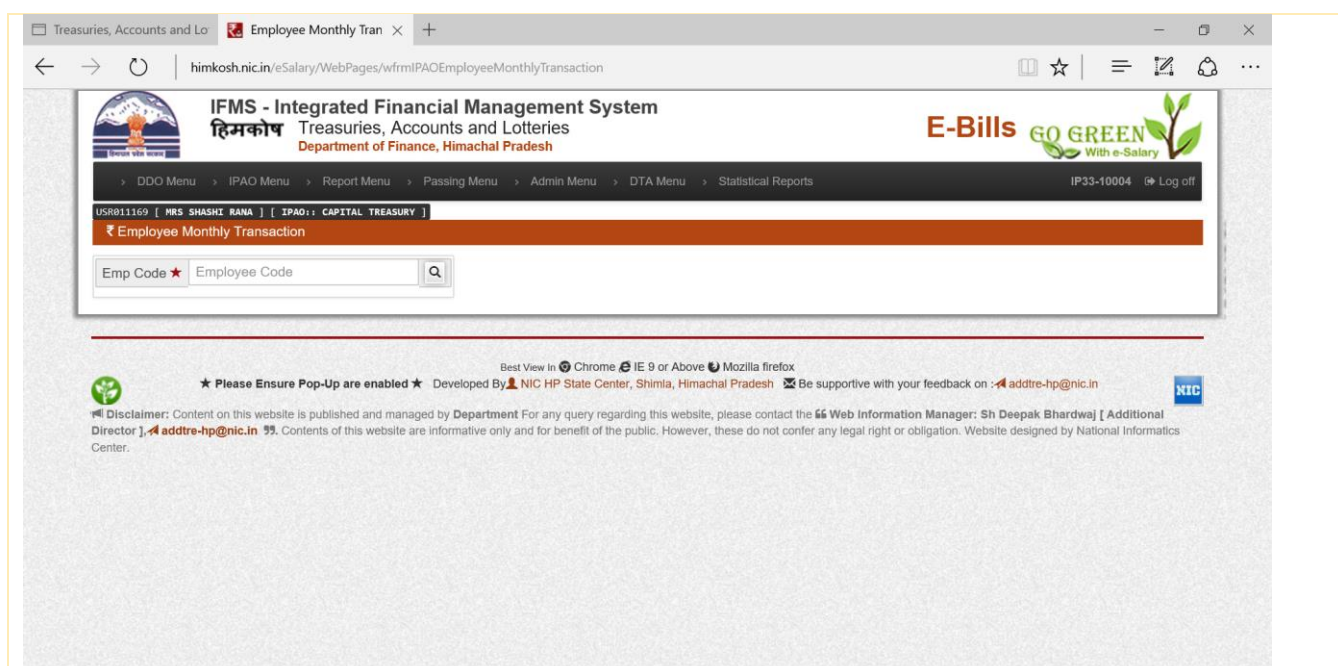 Treasuries, Accounts and Lo
Employee Monthly Tran
himkosh.nic.in/eSalary/WebPages/wfrmIPAOEmployeeMonthlyTransaction
IFMS - Integrated Financial Management System
हिमकोष Treasuries, Accounts and Lotteries
Department of Finance, Himachal Pradesh
E-Bills
GO GREEN
With e-Salary
DDO Menu IPAO Menu Report Menu Passing Menu Admin Menu DTA Menu Statistical Reports IP33-10004 Log off
USR011169 [ MRS SHASHI RANA ] [ IPAO:: CAPITAL TREASURY ]
₹ Employee Monthly Transaction
Emp Code ★ Employee Code
Best View In Chrome IE 9 or Above Mozilla firefox
★ Please Ensure Pop-Up are enabled ★ Developed By NIC HP State Center, Shimla, Himachal Pradesh Be supportive with your feedback on : addtre-hp@nic.in
NIC
Disclaimer: Content on this website is published and managed by Department For any query regarding this website, please contact the Web Information Manager: Sh Deepak Bhardwaj [ Additional
Director ], addtre-hp@nic.in . Contents of this website are informative only and for benefit of the public. However, these do not confer any legal right or obligation. Website designed by National Informatics
Center.